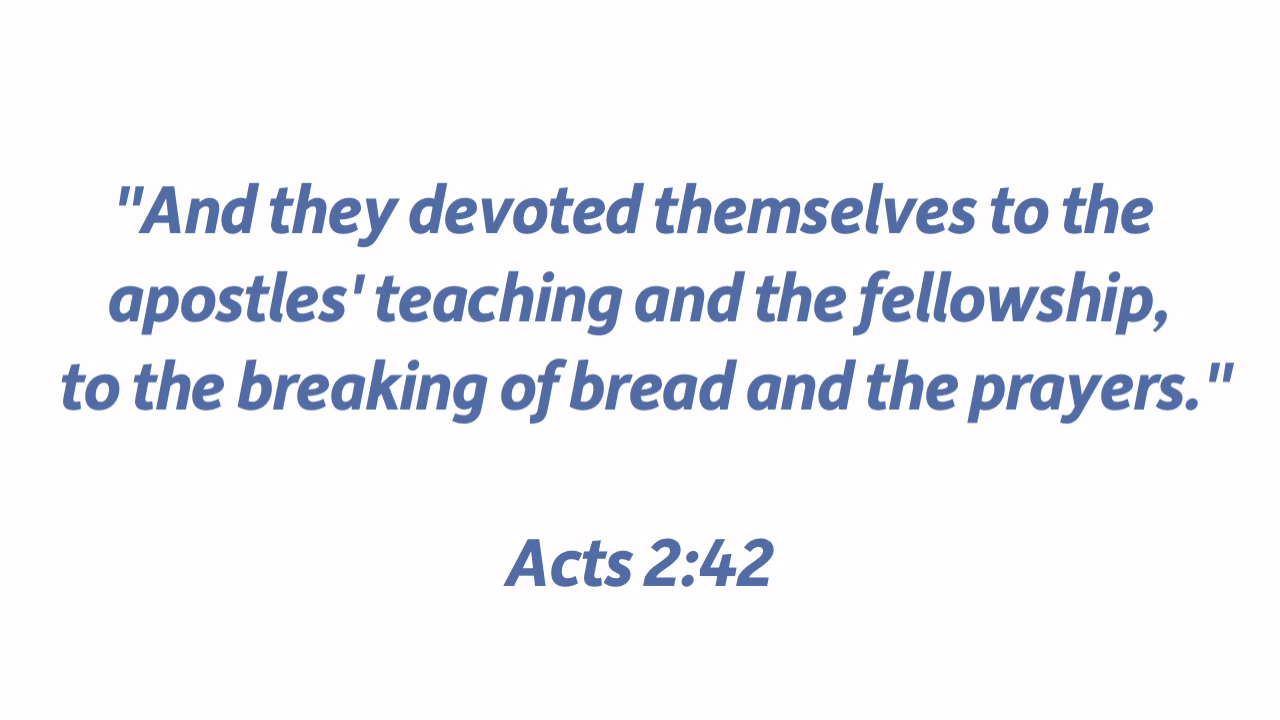 "And they devoted themselves to the
apostles' teaching and the fellowship,
to the breaking of bread and the prayers."
Acts 2:42